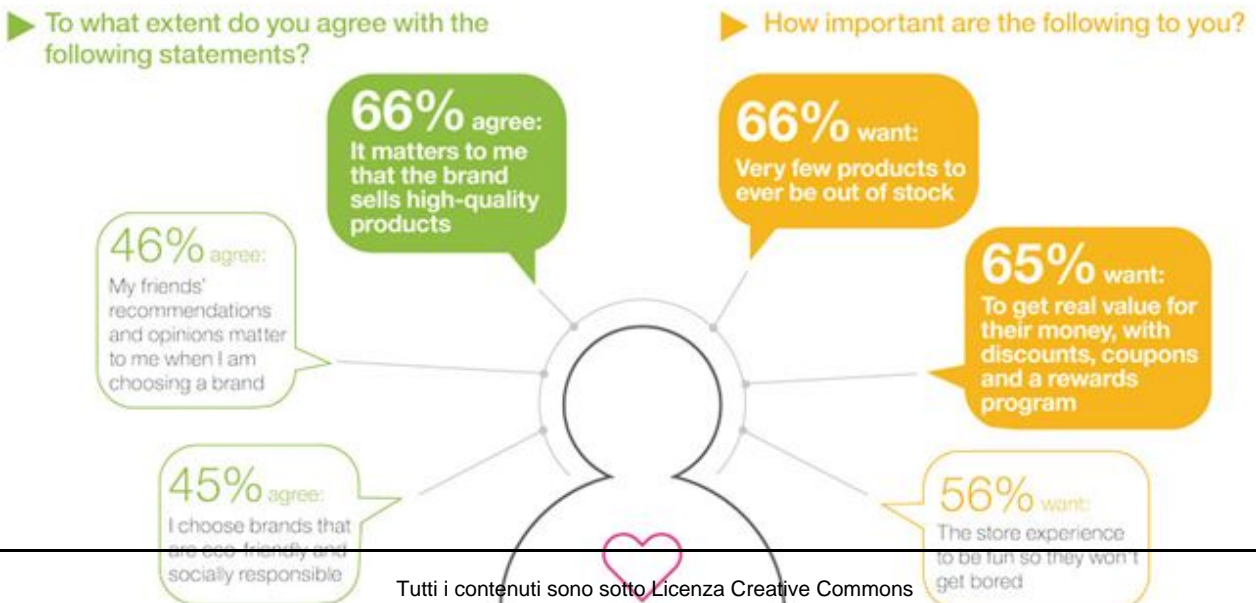 To what extent do you agree with the
following statements?
How important are the following to you?
66% agree:
It matters to me
that the brand
sells high-quality
products
66% want:
Very few products to
ever be out of stock
46% agree:
My friends'
recommendations
and opinions matter
to me when I am
choosing a brand
65% want:
To get real value for
their money, with
discounts, coupons
and a rewards
program
45% agree:
I choose brands that
are eco-friendly and
socially responsible
56% want:
The store experience
to be fun so they won't
get bored
Tutti i contenuti sono sotto Licenza Creative Commons